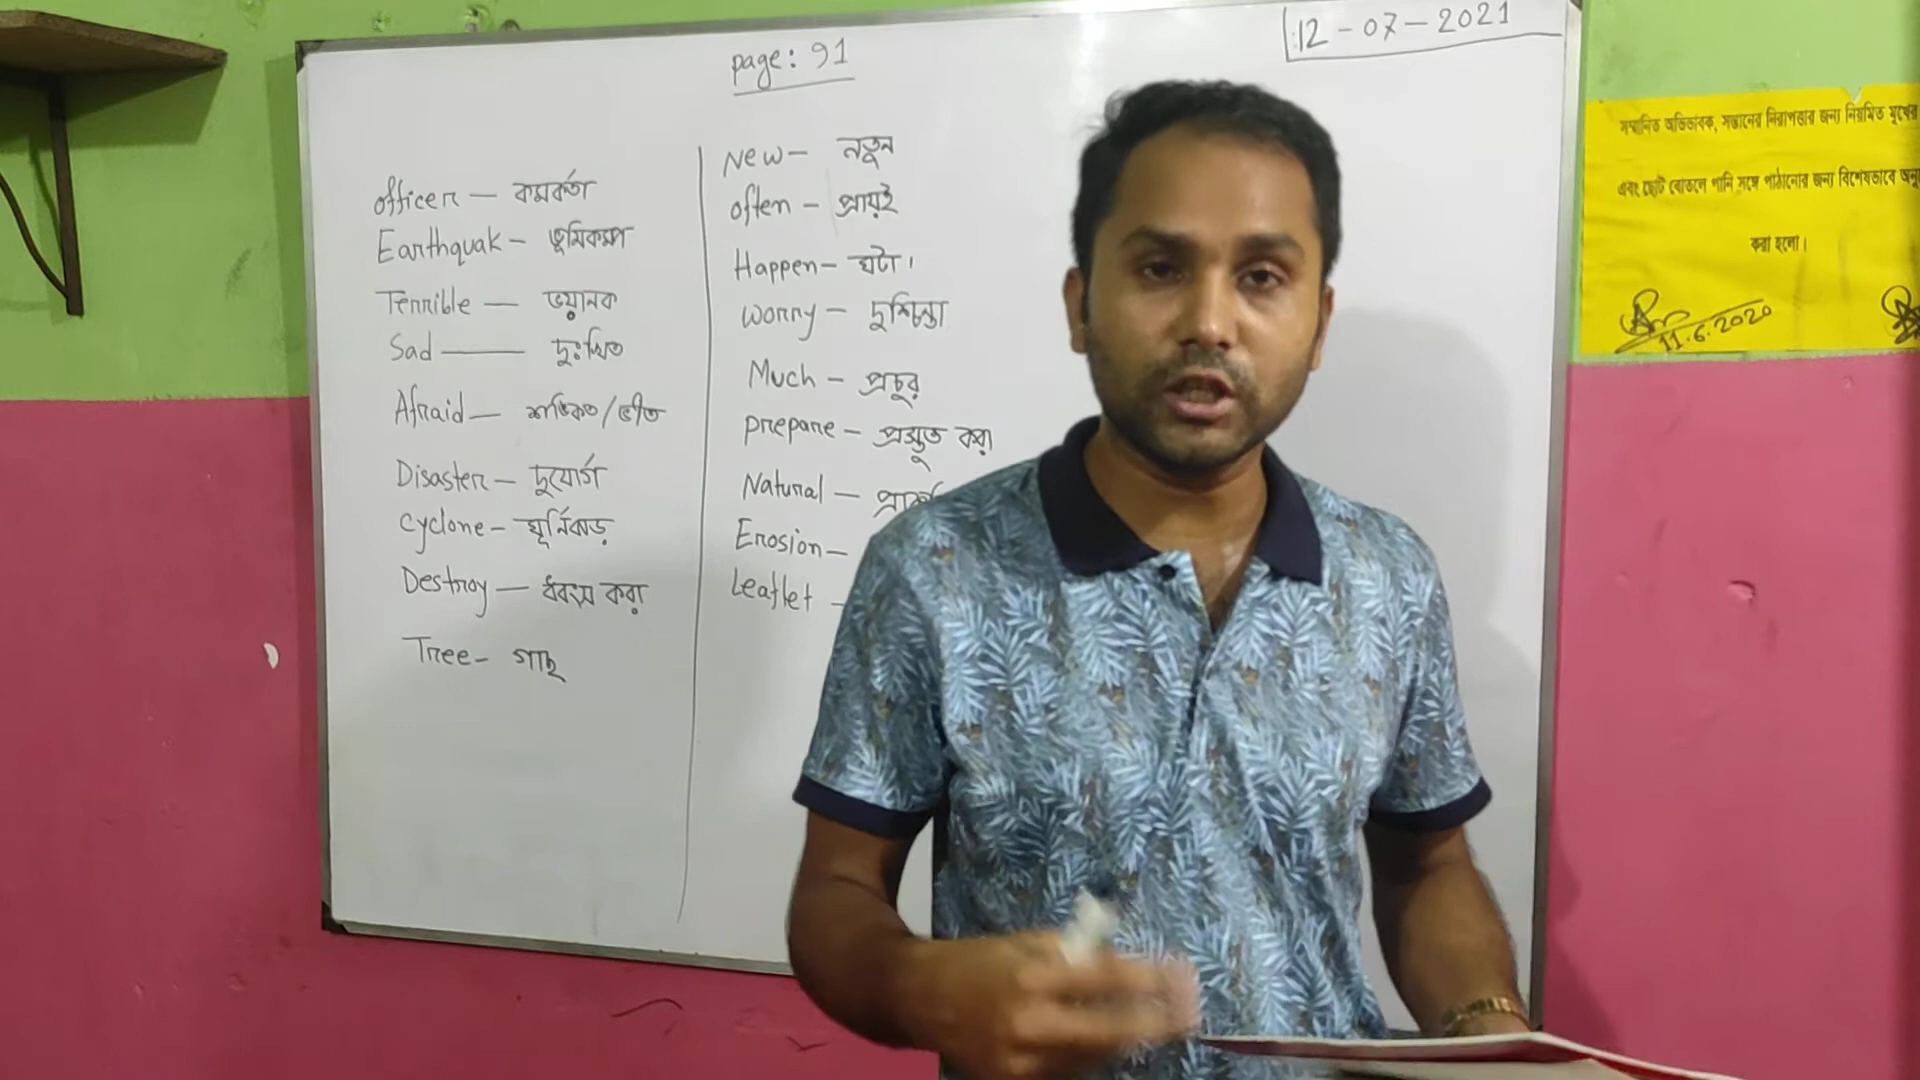 page: 91
12-07-2021
Officer — কমর্কতা
Earthquak — ভূমিকম্প
Terrible — ভয়ানক
Sad — দুঃখিত
Afraid — শঙ্কিত/ভীত
Disaster — দুযোর্গ
Cyclone — ঘূর্নিঝড়
Destroy — ধ্বংস করা
Tree — গাছ
New — নতুন
often — প্রায়ই
Happen — ঘটা।
Worry — দুশ্চিন্তা
Much — প্রচুর
prepare — প্রস্তুত করা
Natural —
Erosion —
Leaflet —
সম্মানিত অভিভাবক, সন্তানের নিরাপত্তার জন্য নিয়মিত মুখের
এবং ছোট বোতলে পানি সঙ্গে পাঠানোর জন্য বিশেষভাবে
করা হলো।
11.6.2020